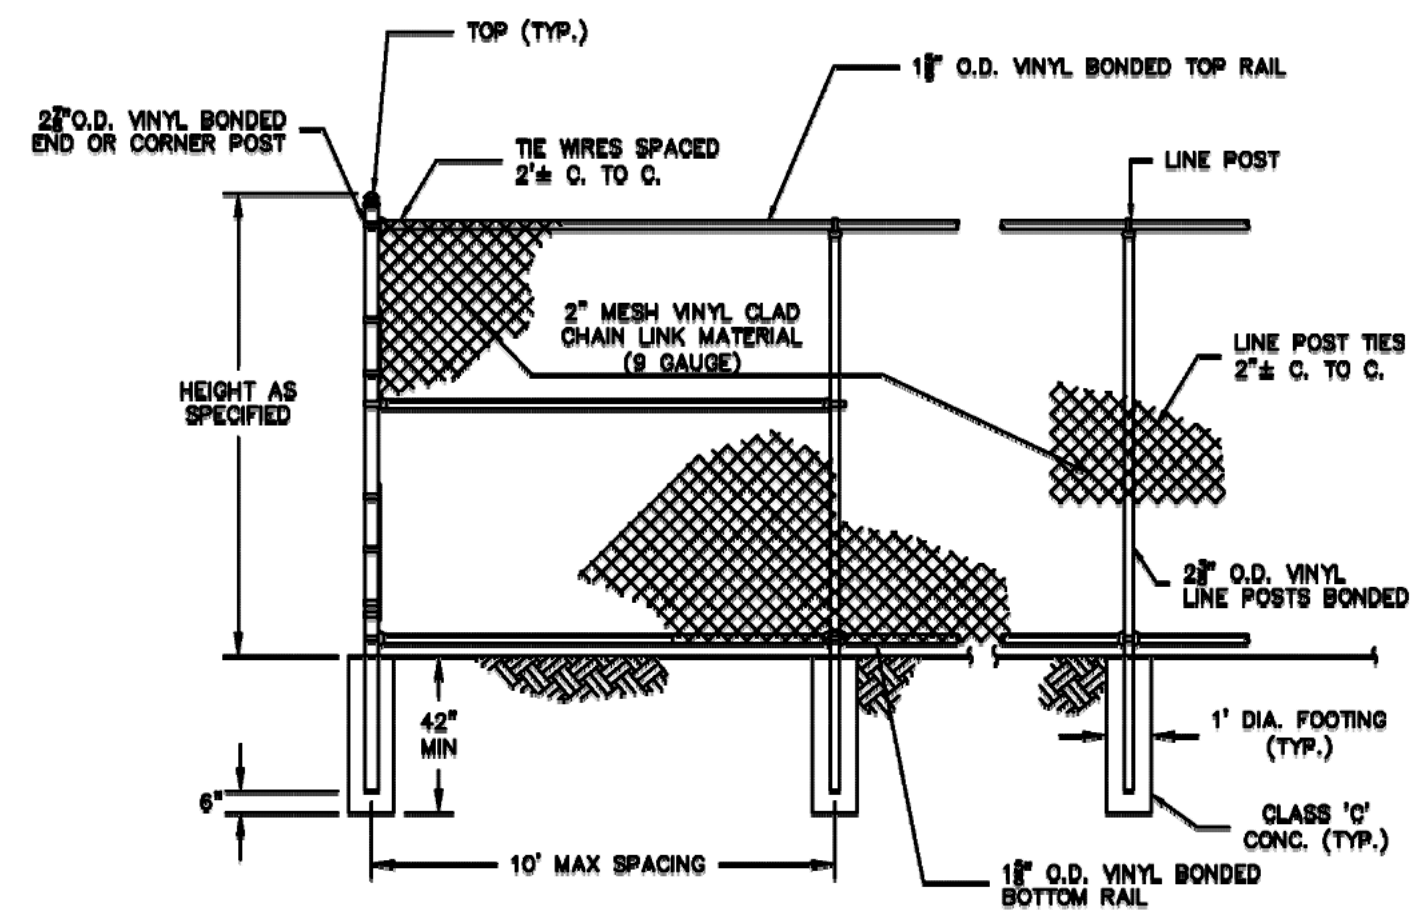 TOP (TYP.)
1⅝" O.D. VINYL BONDED TOP RAIL
2⅞"O.D. VINYL BONDED
END OR CORNER POST
TIE WIRES SPACED
2'± C. TO C.
LINE POST
2" MESH VINYL CLAD
CHAIN LINK MATERIAL
(9 GAUGE)
LINE POST TIES
2"± C. TO C.
HEIGHT AS
SPECIFIED
2⅜" O.D. VINYL
LINE POSTS BONDED
42"
MIN
1' DIA. FOOTING
(TYP.)
6"
CLASS 'C'
CONC. (TYP.)
10' MAX SPACING
1⅝" O.D. VINYL BONDED
BOTTOM RAIL